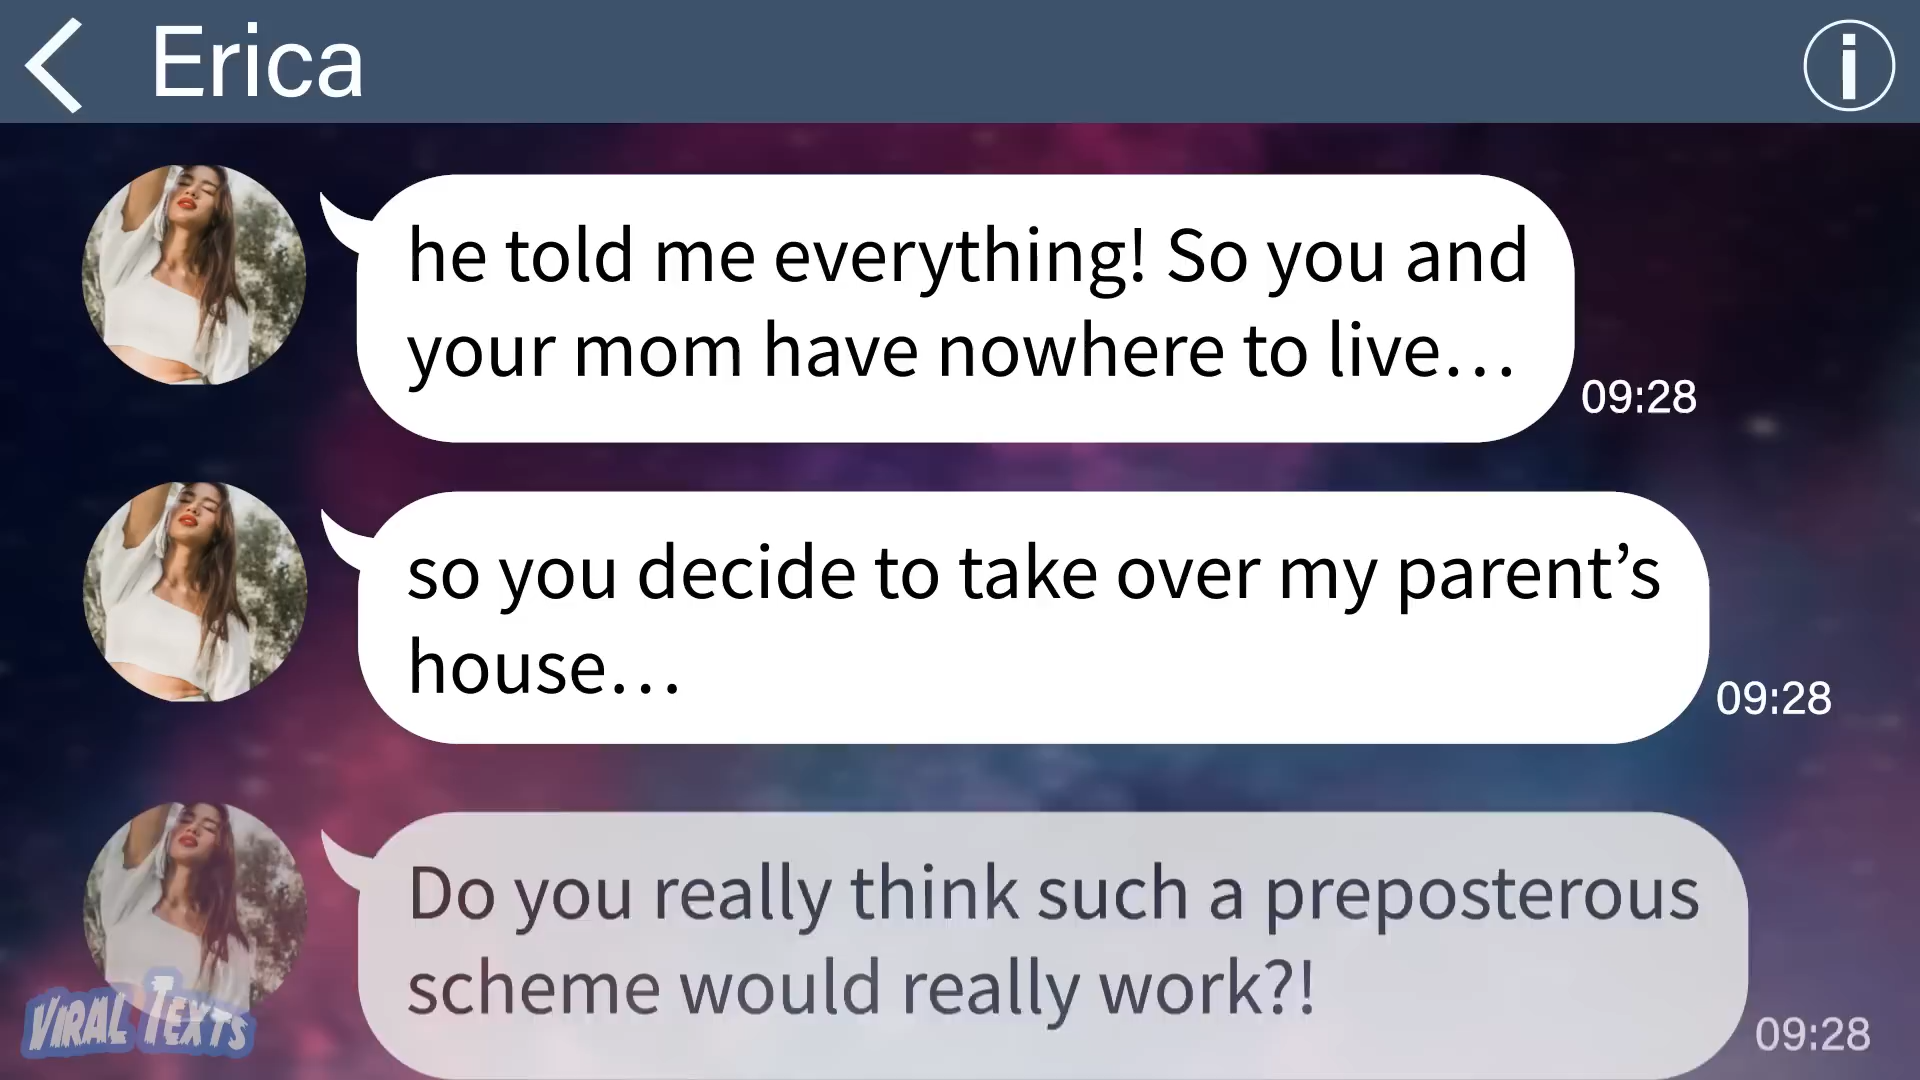 Erica
he told me everything! So you and
your mom have nowhere to live…
09:28
so you decide to take over my parent’s
house…
09:28
Do you really think such a preposterous
scheme would really work?!
09:28
VIRAL TEXTS